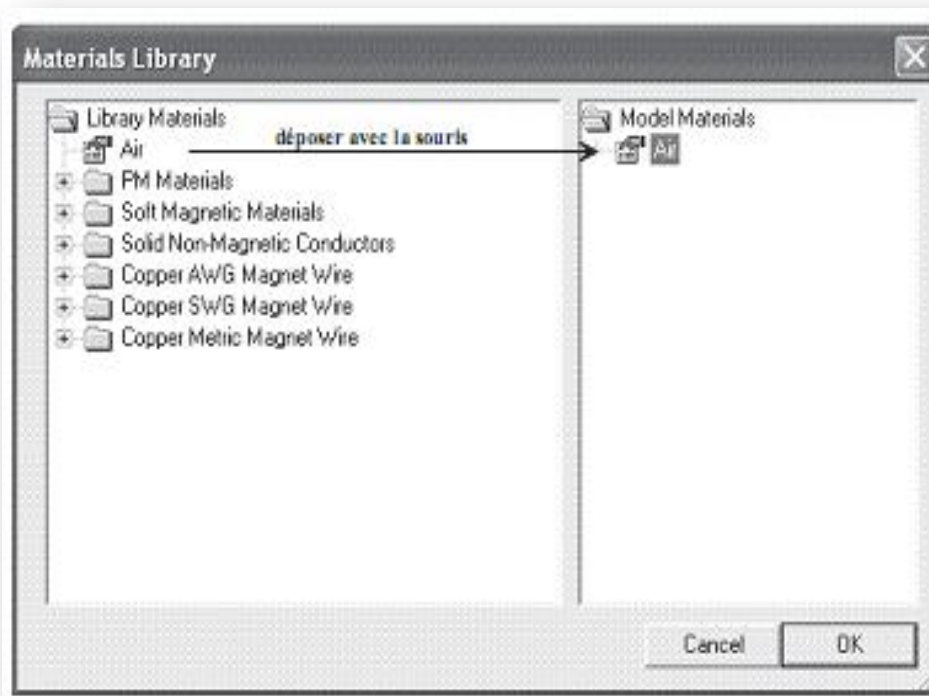 Materials Library
Library Materials
Air
PM Materials
Soft Magnetic Materials
Solid Non-Magnetic Conductors
Copper AWG Magnet Wire
Copper SWG Magnet Wire
Copper Metric Magnet Wire
déposer avec la souris
Model Materials
Air
Cancel
OK